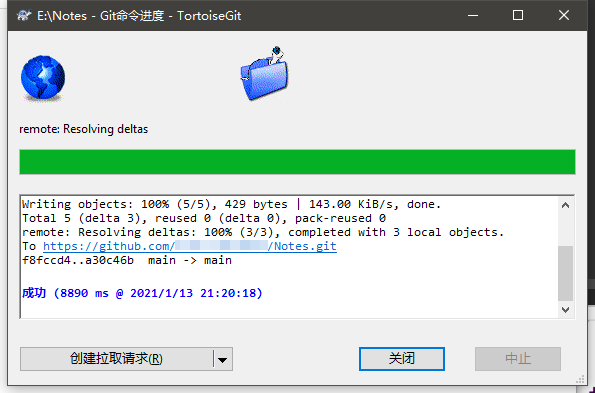 E:\Notes - Git命令进度 - TortoiseGit
remote: Resolving deltas
Writing objects: 100% (5/5), 429 bytes | 143.00 KiB/s, done.
Total 5 (delta 3), reused 0 (delta 0), pack-reused 0
remote: Resolving deltas: 100% (3/3), completed with 3 local objects.
To https://github.com/ /Notes.git
f8fccd4..a30c46b  main -> main
成功 (8890 ms @ 2021/1/13 21:20:18)
创建拉取请求(R)
关闭
中止